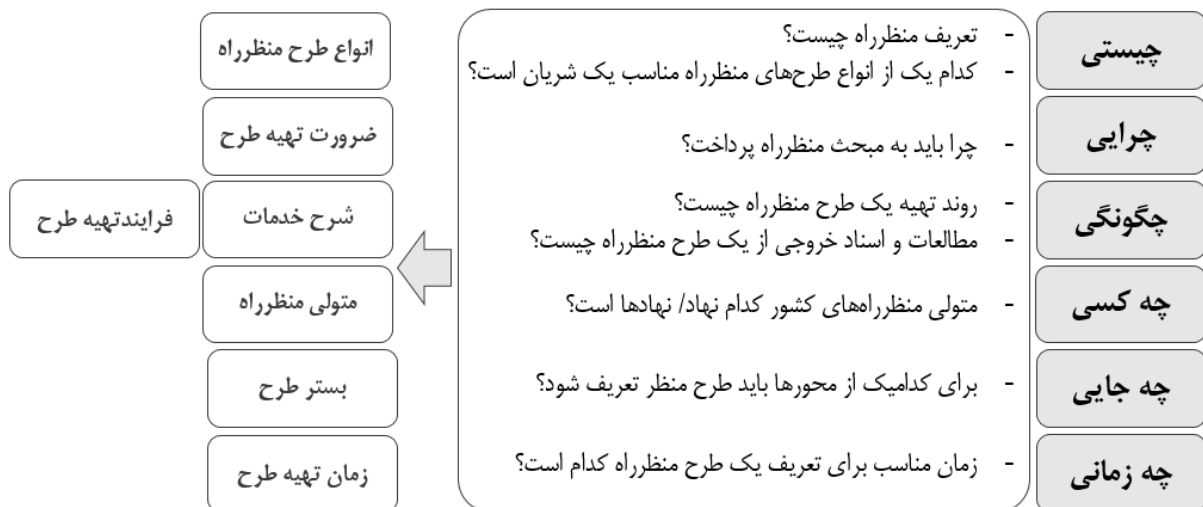 چیستی
- تعریف منظرراه چیست؟
- کدام یک از انواع طرح‌های منظرراه مناسب یک شریان است؟
انواع طرح منظرراه
چرایی
- چرا باید به مبحث منظرراه پرداخت؟
ضرورت تهیه طرح
چگونگی
- روند تهیه یک طرح منظرراه چیست؟
- مطالعات و اسناد خروجی از یک طرح منظرراه چیست؟
شرح خدمات
فرایندتهیه طرح
چه کسی
- متولی منظرراه‌های کشور کدام نهاد/ نهادها است؟
متولی منظرراه
چه جایی
- برای کدامیک از محورها باید طرح منظر تعریف شود؟
بستر طرح
چه زمانی
- زمان مناسب برای تعریف یک طرح منظرراه کدام است؟
زمان تهیه طرح